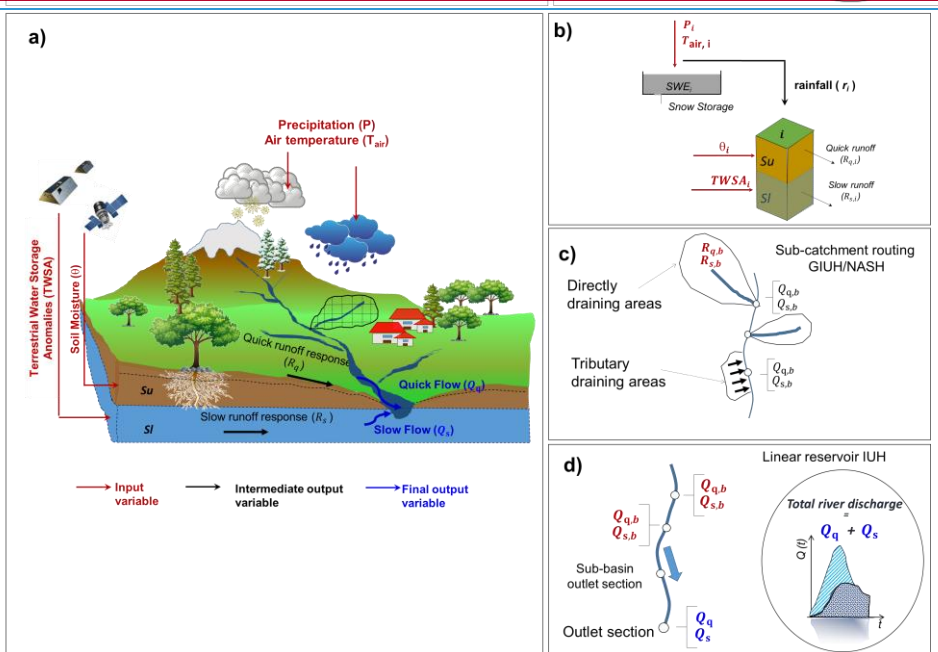 a)
Precipitation (P)
Air temperature (Tair)
Terrestrial Water Storage
Anomalies (TWSA)
Soil Moisture (θ)
Quick runoff response
(Rq)
Quick Flow (Qq)
Su
Slow runoff response (Rs)
Slow Flow (Qs)
Sl
Input
variable
Intermediate output
variable
Final output
variable
b)
Pi
Tair, i
SWEi
Snow Storage
rainfall ( ri )
i
θi
Su
Quick runoff
(Rq,i)
TWSAi
Sl
Slow runoff
(Rs,i)
c)
Rq,b
Rs,b
Sub-catchment routing
GIUH/NASH
Directly
draining areas
Qq,b
Qs,b
Tributary
draining areas
Qq,b
Qs,b
d)
Linear reservoir IUH
Qq,b
Qs,b
Qq,b
Qs,b
Sub-basin
outlet section
Outlet section
Qq
Qs
Total river discharge
=
Qq + Qs
Q (t)
t